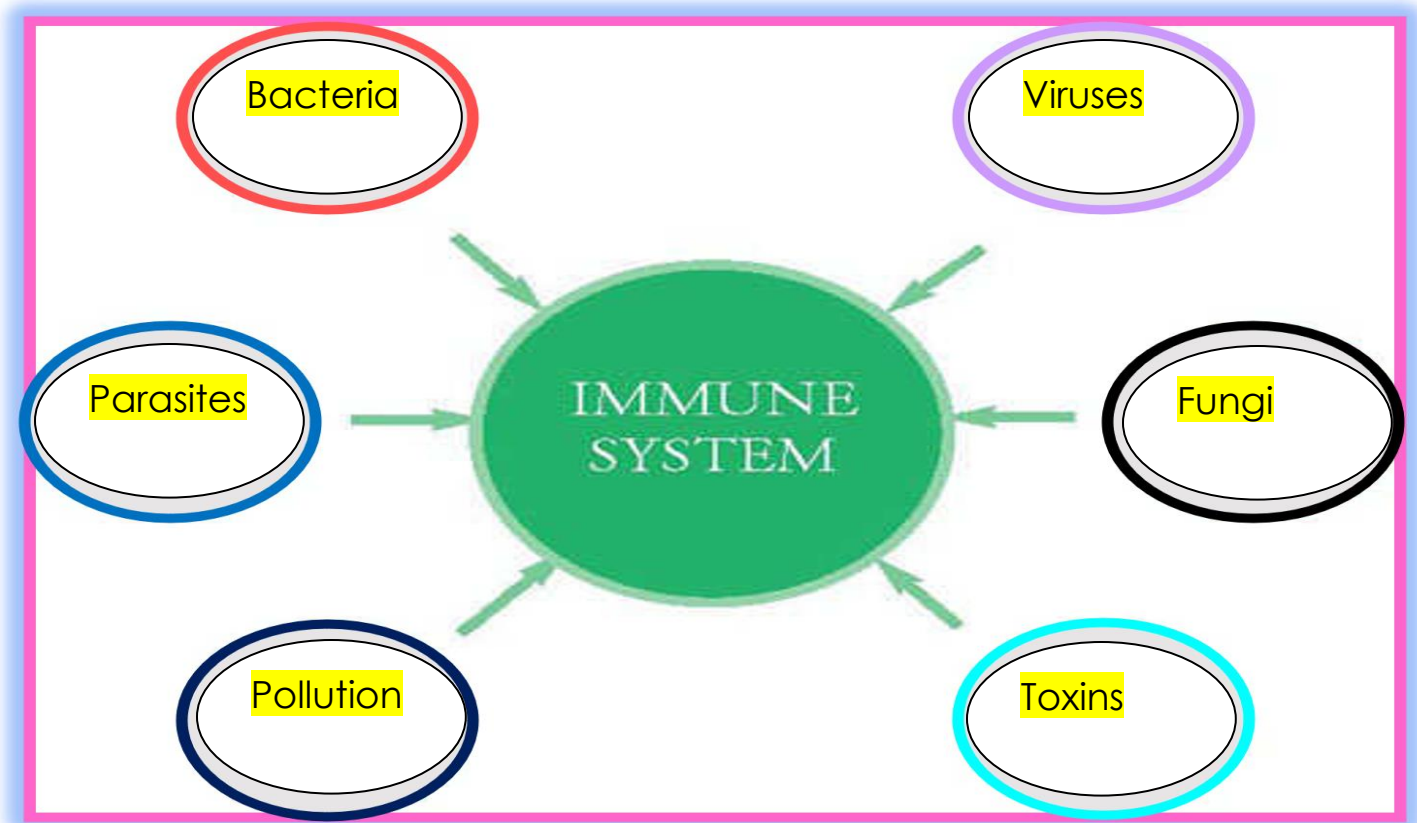 Bacteria
Viruses
Parasites
IMMUNE
SYSTEM
Fungi
Pollution
Toxins